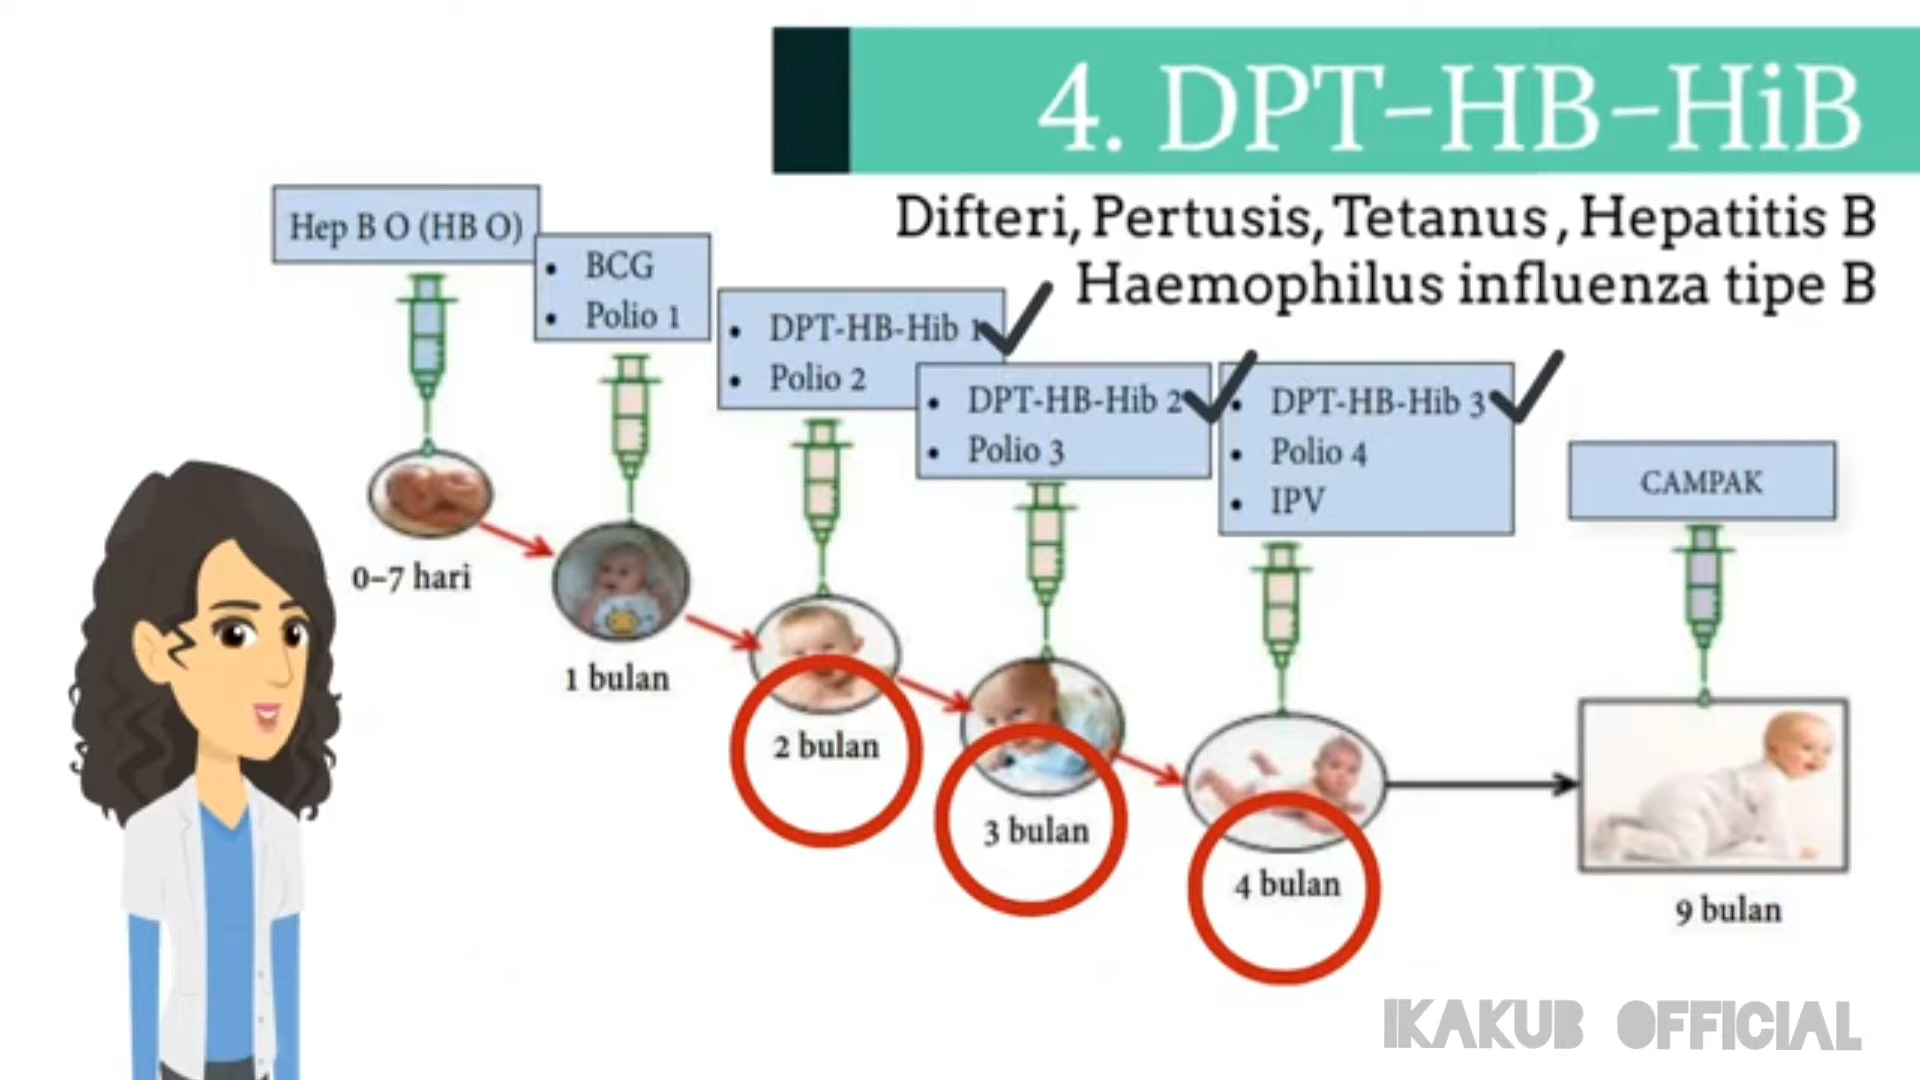 4. DPT-HB-HiB
Difteri, Pertusis, Tetanus, Hepatitis B
Haemophilus influenza tipe B
Hep B O (HB O)
• BCG
• Polio 1
• DPT-HB-Hib 1
• Polio 2
• DPT-HB-Hib 2
• Polio 3
• DPT-HB-Hib 3
• Polio 4
• IPV
CAMPAK
0-7 hari
1 bulan
2 bulan
3 bulan
4 bulan
9 bulan
IKAKUB OFFICIAL